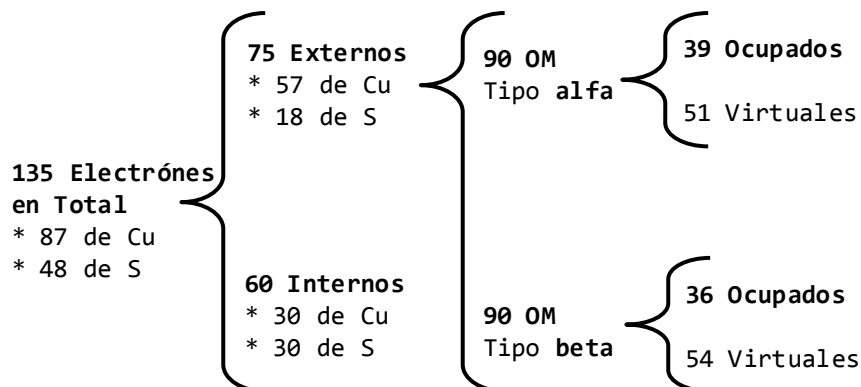 135 Electrónes
en Total
* 87 de Cu
* 48 de S
75 Externos
* 57 de Cu
* 18 de S
60 Internos
* 30 de Cu
* 30 de S
90 OM
Tipo alfa
90 OM
Tipo beta
39 Ocupados
51 Virtuales
36 Ocupados
54 Virtuales